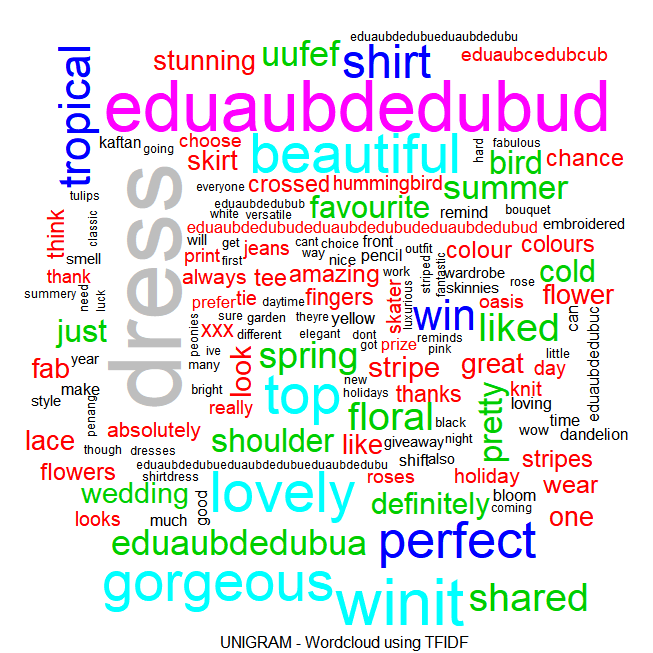 eduaubdedubueduaubdedubu
stunning uufef shirt eduaubcedubcub
tropical
eduaubdedubud
kaftan going choose beautiful hard fabulous
skirt bird chance
tulips everyone crossed hummingbird summer
dress
eduaubdedubub favourite remind bouquet
white versatile
classic think eduaubdedubudeduaubdedubudeduaubdedubud embroidered
will get jeans cant choice front outfit colour colours
smell print first way nice pencil striped
thank always tee amazing work fantastic wardrobe cold
summery need luck prefer tie daytime fingers skater luxurious skinnies rose
oasis flower
just peonies xxx sure garden theyre yellow win liked can eduaubdedubuc
different elegant dont reminds
ive look spring got prize pink little
fab year many stripe great day
make bright top new holidays thanks pretty knit
style penang really floral black loving
lace absolutely shoulder like giveaway night wow time
though dresses shift also dandelion
flowers eduaubdedubueduaubdedubueduaubdedubu roses holiday stripes
shirtdress
wedding good lovely definitely bloom wear
coming
looks much one
eduaubdedubua perfect
gorgeous winit shared
UNIGRAM - Wordcloud using TFIDF